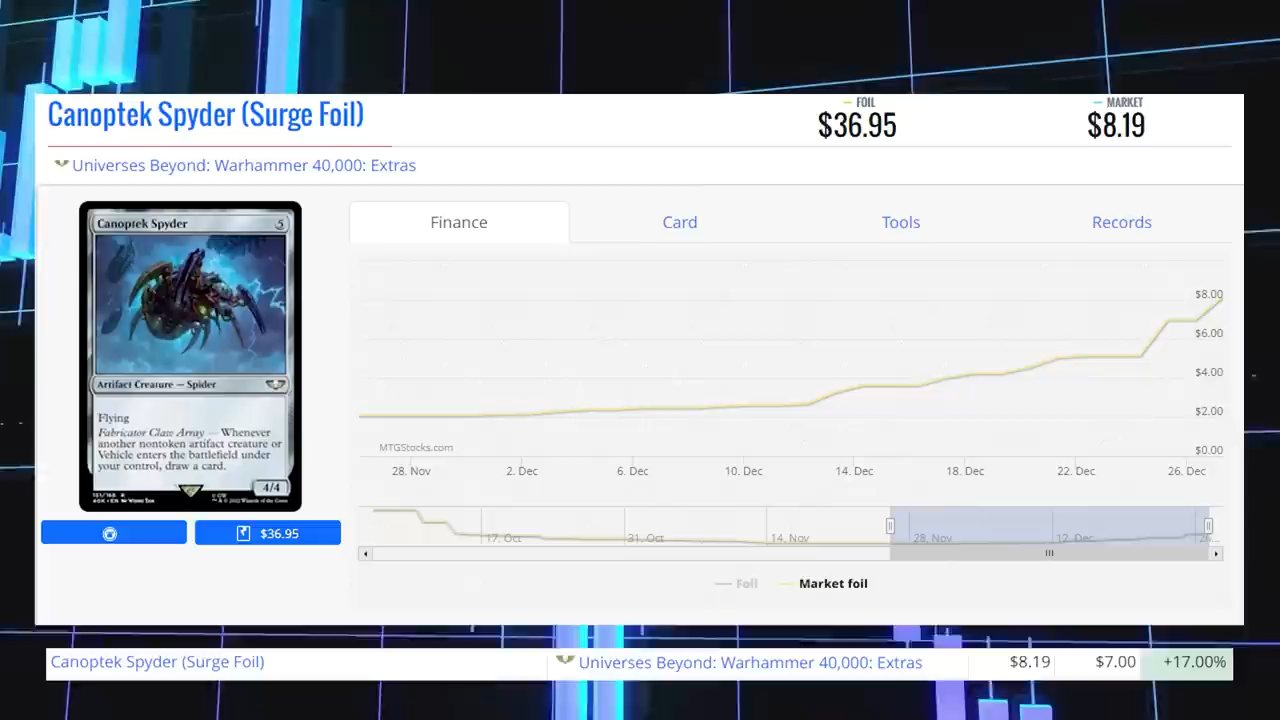 Canoptek Spyder (Surge Foil)
FOIL
$36.95
MARKET
$8.19
Universes Beyond: Warhammer 40,000: Extras
Finance
Card
Tools
Records
Canoptek Spyder 5
Artifact Creature — Spider
Flying
Fabricator Claw Array — Whenever
another nontoken artifact creature or
Vehicle enters the battlefield under
your control, draw a card.
4/4
$36.95
$8.00
$6.00
$4.00
$2.00
$0.00
MTGStocks.com
28. Nov
2. Dec
6. Dec
10. Dec
14. Dec
18. Dec
22. Dec
26. Dec
17. Oct
31. Oct
14. Nov
28. Nov
12. Dec
26...
Foil
Market foil
Canoptek Spyder (Surge Foil)
Universes Beyond: Warhammer 40,000: Extras
$8.19
$7.00
+17.00%